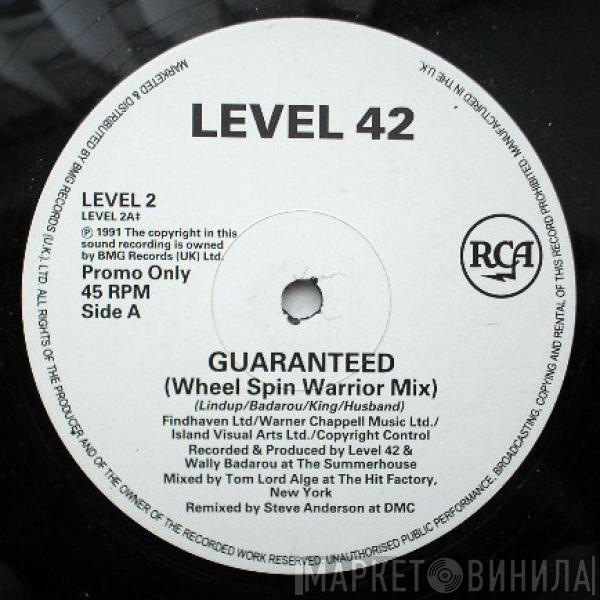 LEVEL 42
LEVEL 2
LEVEL 2A‡
℗ 1991 The copyright in this
sound recording is owned
by BMG Records (UK) Ltd.
Promo Only
45 RPM
Side A
RCA
GUARANTEED
(Wheel Spin Warrior Mix)
(Lindup/Badarou/King/Husband)
Findhaven Ltd/Warner Chappell Music Ltd./
Island Visual Arts Ltd./Copyright Control
Recorded & Produced by Level 42 &
Wally Badarou at The Summerhouse
Mixed by Tom Lord Alge at The Hit Factory,
New York
Remixed by Steve Anderson at DMC
MARKETED & DISTRIBUTED BY BMG RECORDS (U.K.), LTD. ALL RIGHTS OF THE PRODUCER AND OF THE OWNER OF THE RECORDED WORK RESERVED. UNAUTHORISED PUBLIC PERFORMANCE, BROADCASTING, COPYING AND RENTAL OF THIS RECORD PROHIBITED. MANUFACTURED IN THE U.K.
МАРКЕТ ВИНИЛА